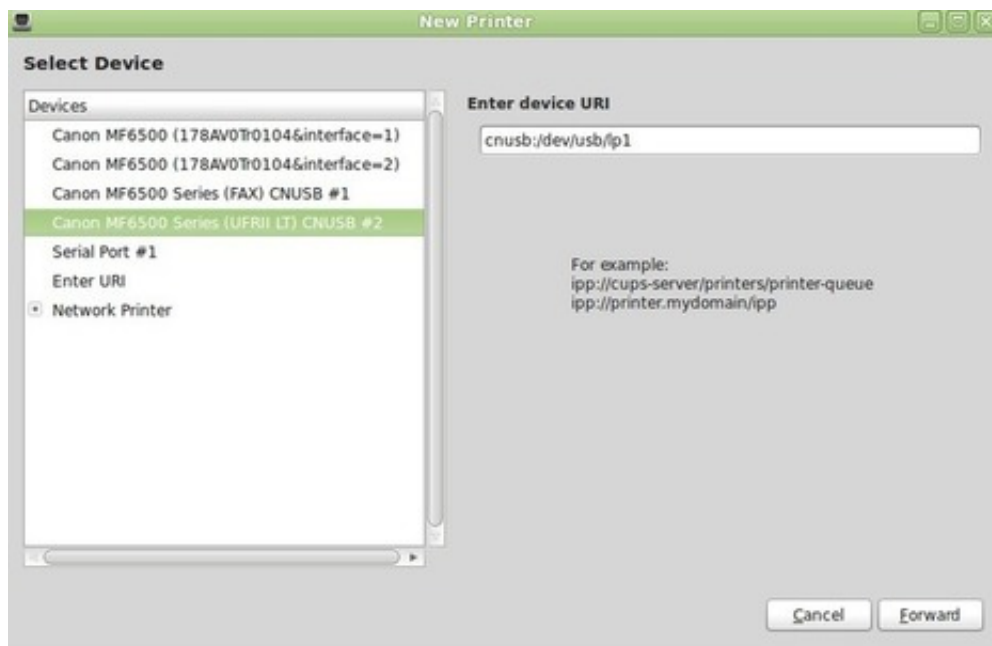 New Printer
Select Device
Devices
Canon MF6500 (178AV0Tr0104&interface=1)
Canon MF6500 (178AV0Tr0104&interface=2)
Canon MF6500 Series (FAX) CNUSB #1
Canon MF6500 Series (UFRII LT) CNUSB #2
Serial Port #1
Enter URI
Network Printer
Enter device URI
cnusb:/dev/usb/lp1
For example:
ipp://cups-server/printers/printer-queue
ipp://printer.mydomain/ipp
Cancel
Forward